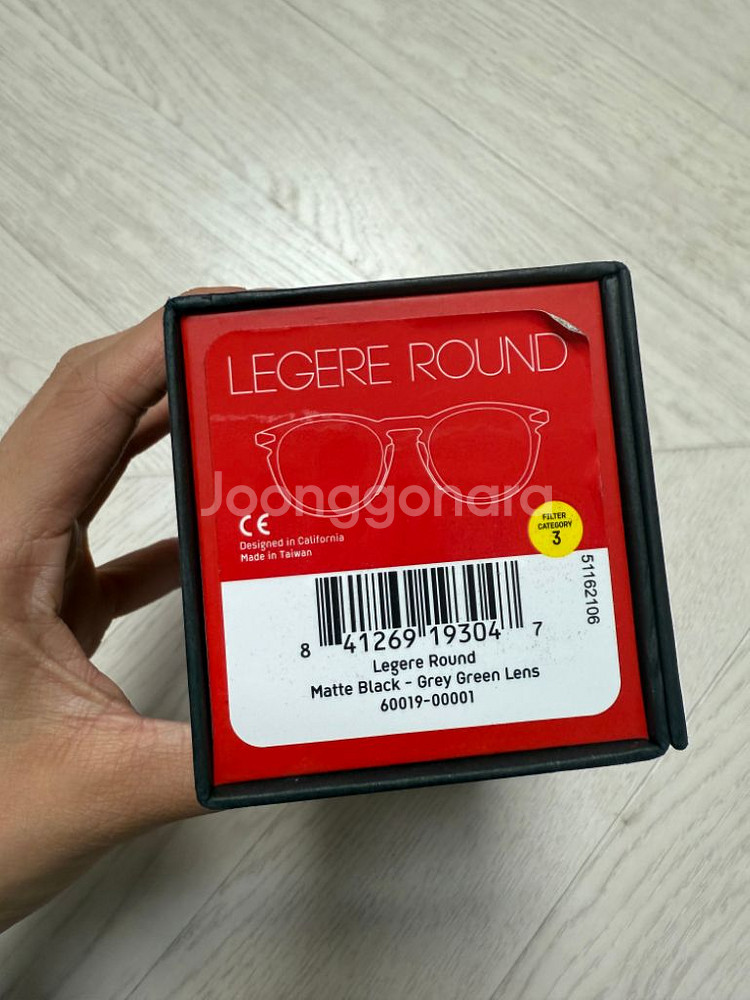 LEGERE ROUND
Joonggonara
CE
Designed in California
Made in Taiwan
FILTER
CATEGORY
3
51162106
8 41269 19304 7
Legere Round
Matte Black - Grey Green Lens
60019-00001